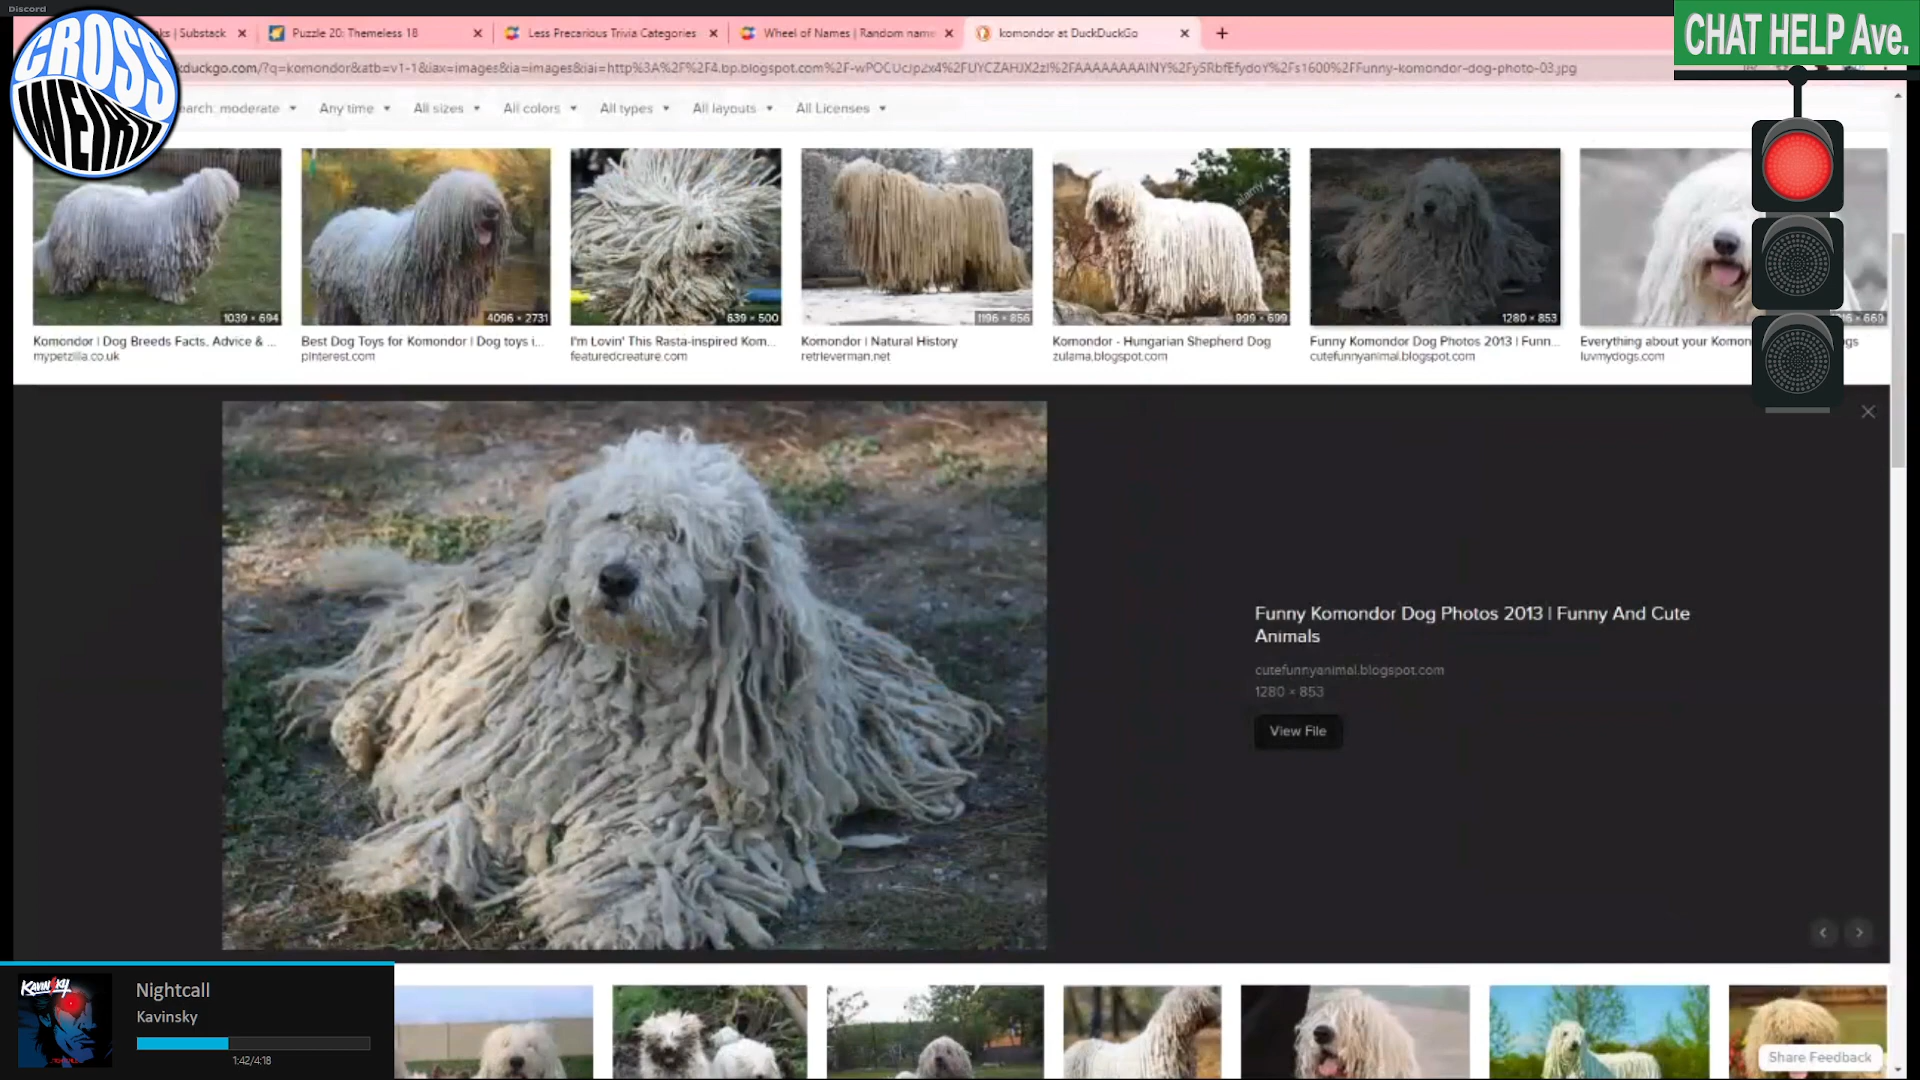 Discord
CROSS
WEIRD
ks | Substack
Puzzle 20: Themeless 18
Less Precarious Trivia Categories
Wheel of Names | Random name
komondor at DuckDuckGo
CHAT HELP Ave.
earch: moderate
Any time
All sizes
All colors
All types
All layouts
All Licenses
1039 × 694
4096 × 2731
639 × 500
1196 × 856
alamy
999 × 699
1280 × 853
16 × 669
Komondor | Dog Breeds Facts, Advice & ...
mypetzilla.co.uk
Best Dog Toys for Komondor | Dog toys i...
pinterest.com
I'm Lovin' This Rasta-inspired Kom...
featuredcreature.com
Komondor | Natural History
retrieverman.net
Komondor - Hungarian Shepherd Dog
zulama.blogspot.com
Funny Komondor Dog Photos 2013 | Funn...
cutefunnyanimal.blogspot.com
Everything about your Komon
gs
luvmydogs.com
Funny Komondor Dog Photos 2013 | Funny And Cute
Animals
cutefunnyanimal.blogspot.com
1280 × 853
View File
KAVINSKY
Nightcall
Kavinsky
1:42/4:18
Share Feedback